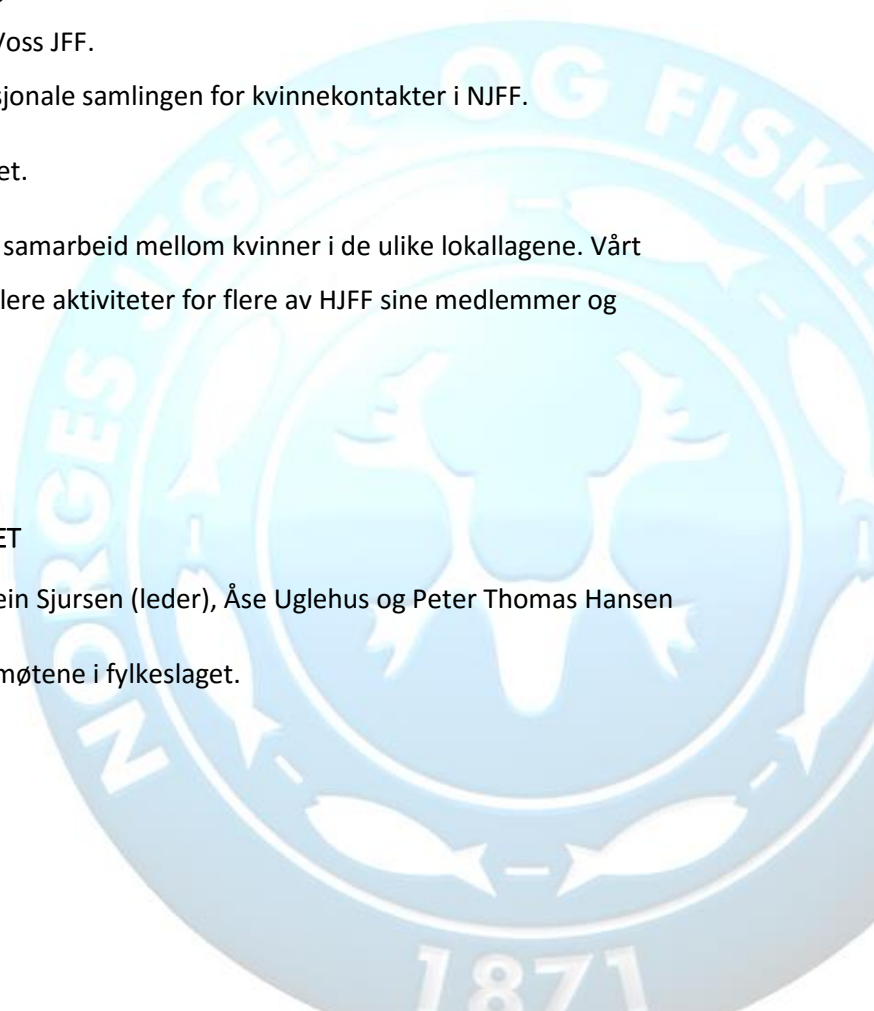 Voss JFF.
sjonale samlingen for kvinnekontakter i NJFF.
et.
samarbeid mellom kvinner i de ulike lokallagene. Vårt
lere aktiviteter for flere av HJFF sine medlemmer og
ET
ein Sjursen (leder), Åse Uglehus og Peter Thomas Hansen
møtene i fylkeslaget.
NORGES JEGER- OG FISKE
1871